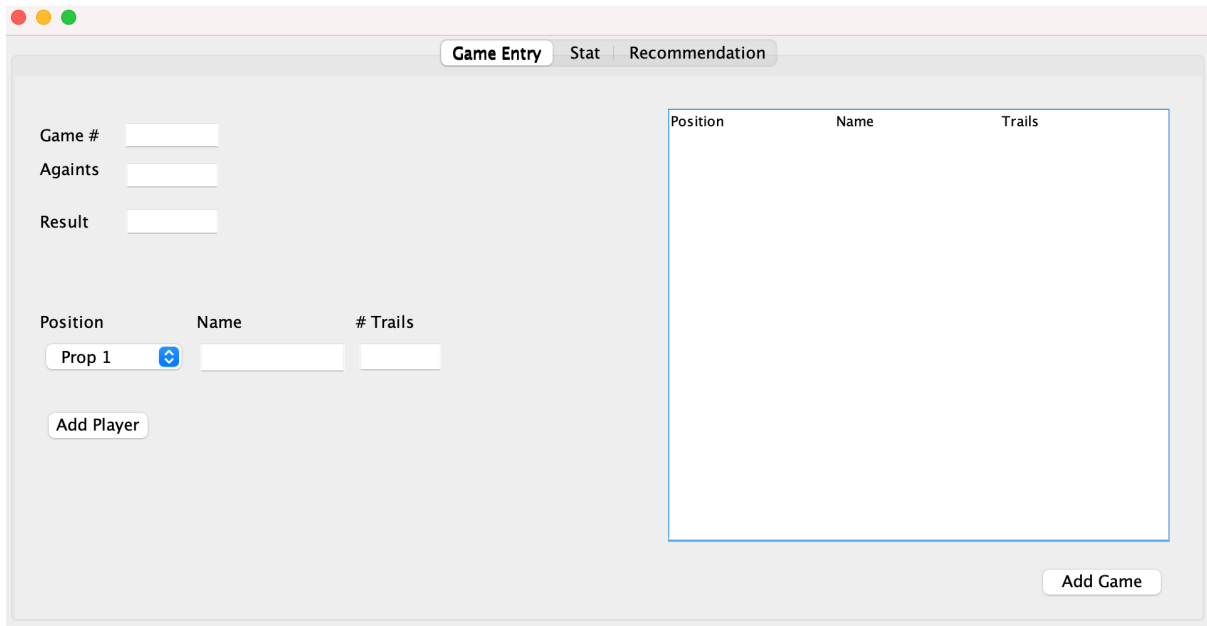 Game Entry Stat Recommendation
Game #
Againts
Result
Position Name # Trails
Prop 1
Add Player
Position Name Trails
Add Game